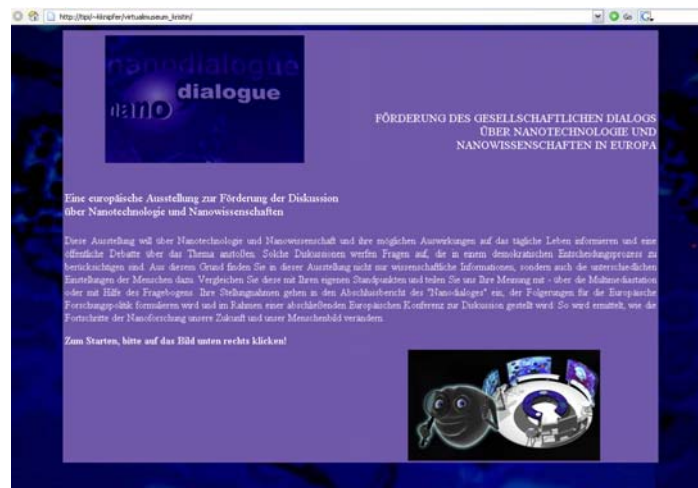 http://tipi/~kknipfer/virtualmuseum_kristin/
Go
nanodialogue
nano dialogue
FÖRDERUNG DES GESELLSCHAFTLICHEN DIALOGS
ÜBER NANOTECHNOLOGIE UND
NANOWISSENSCHAFTEN IN EUROPA
Eine europäische Ausstellung zur Förderung der Diskussion
über Nanotechnologie und Nanowissenschaften
Diese Ausstellung will über Nanotechnologie und Nanowissenschaft und ihre möglichen Auswirkungen auf das tägliche Leben informieren und eine
öffentliche Debatte über das Thema anstoßen. Solche Diskussionen werfen Fragen auf, die in einem demokratischen Entscheidungsprozess zu
berücksichtigen sind. Aus diesem Grund finden Sie in dieser Ausstellung nicht nur wissenschaftliche Informationen, sondern auch die unterschiedlichen
Einstellungen der Menschen dazu. Vergleichen Sie diese mit Ihren eigenen Standpunkten und teilen Sie uns Ihre Meinung mit - über die Multimediastation
oder mit Hilfe des Fragebogens. Ihre Stellungnahmen gehen in den Abschlussbericht des "Nanodialoges" ein, der Folgerungen für die Europäische
Forschungspolitik formulieren wird und im Rahmen einer abschließenden Europäischen Konferenz zur Diskussion gestellt wird. So wird ermittelt, wie die
Fortschritte der Nanoforschung unsere Zukunft und unser Menschenbild verändern.
Zum Starten, bitte auf das Bild unten rechts klicken!